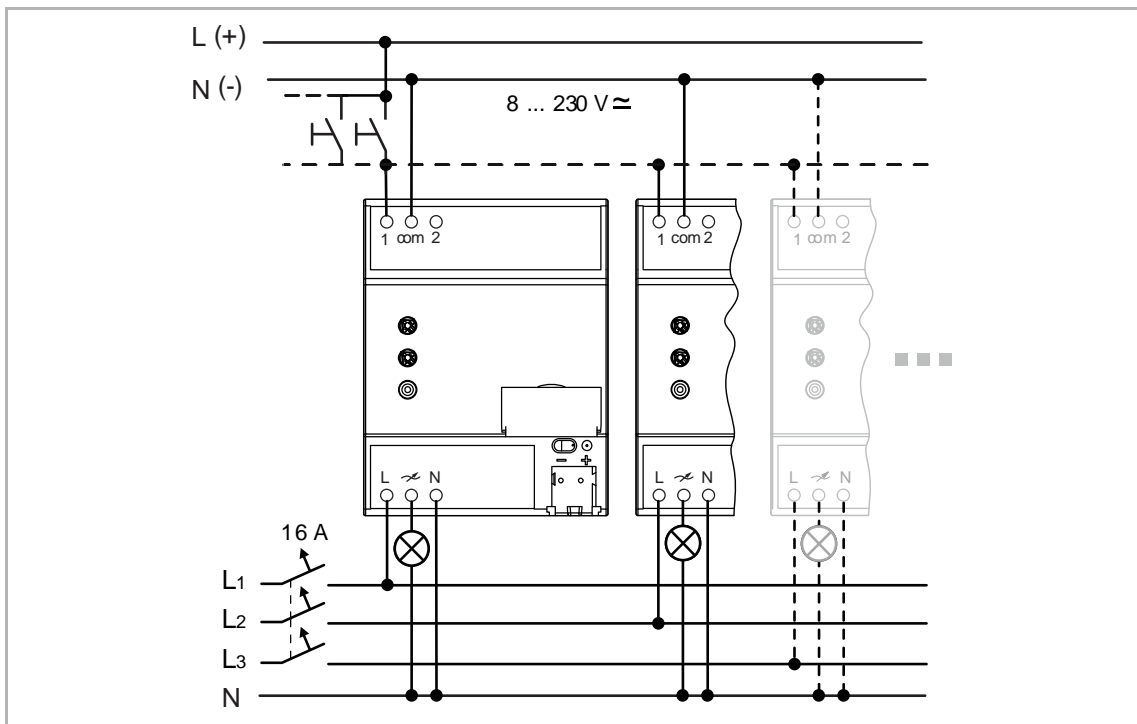 L (+)
N (-)
8 ... 230 V ≃
1 com 2
1 com 2
1 com 2
− +
L N
L N
L N
16 A
L1
L2
L3
N